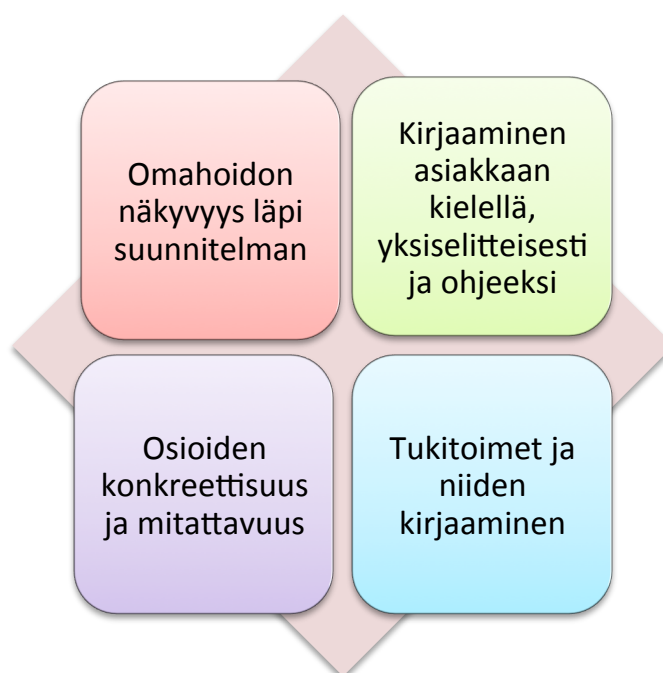 Omahoidon
näkyvyys läpi
suunnitelman
Kirjaaminen
asiakkaan
kielellä,
yksiselitteisesti
ja ohjeeksi
Osioiden
konkreettisuus
ja mitattavuus
Tukitoimet ja
niiden
kirjaaminen